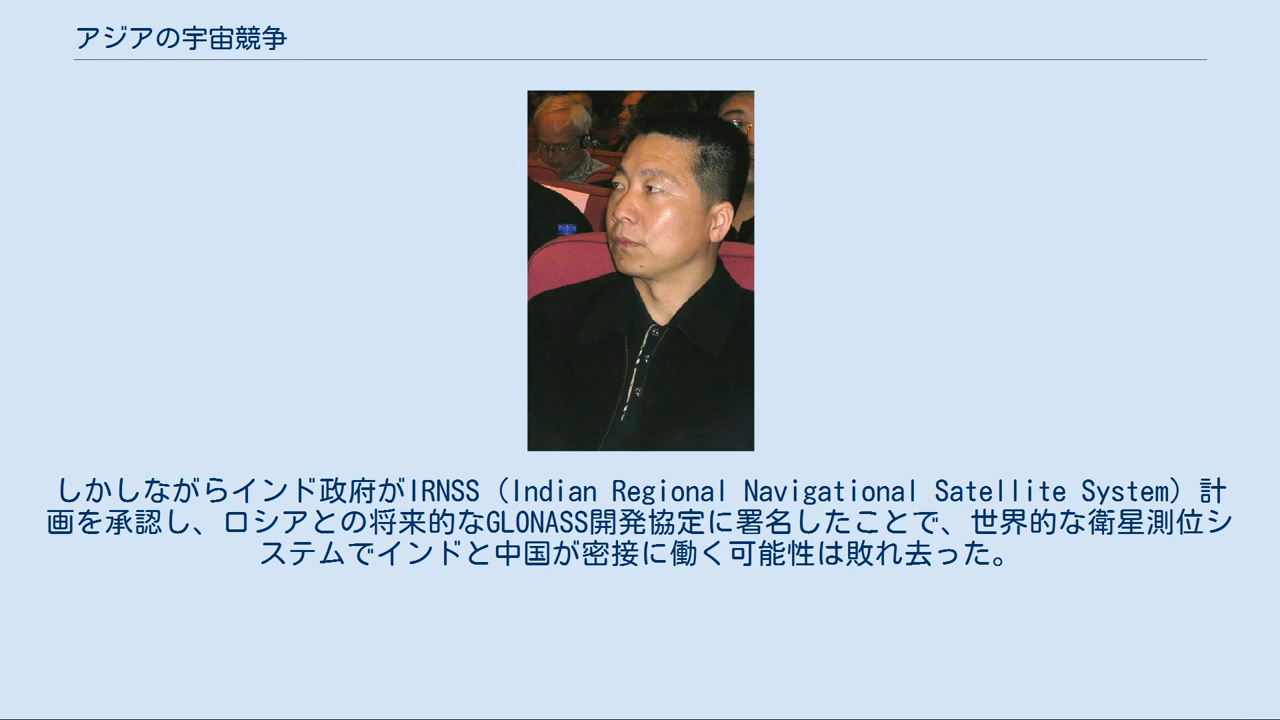 アジアの宇宙競争
しかしながらインド政府がIRNSS（Indian Regional Navigational Satellite System）計
画を承認し、ロシアとの将来的なGLONASS開発協定に署名したことで、世界的な衛星測位シ
ステムでインドと中国が密接に働く可能性は敗れ去った。